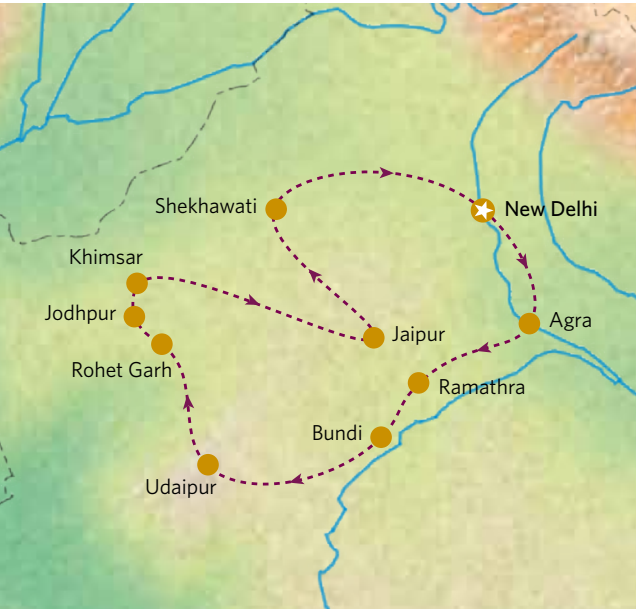 Shekhawati
New Delhi
Khimsar
Jodhpur
Agra
Jaipur
Rohet Garh
Ramathra
Bundi
Udaipur